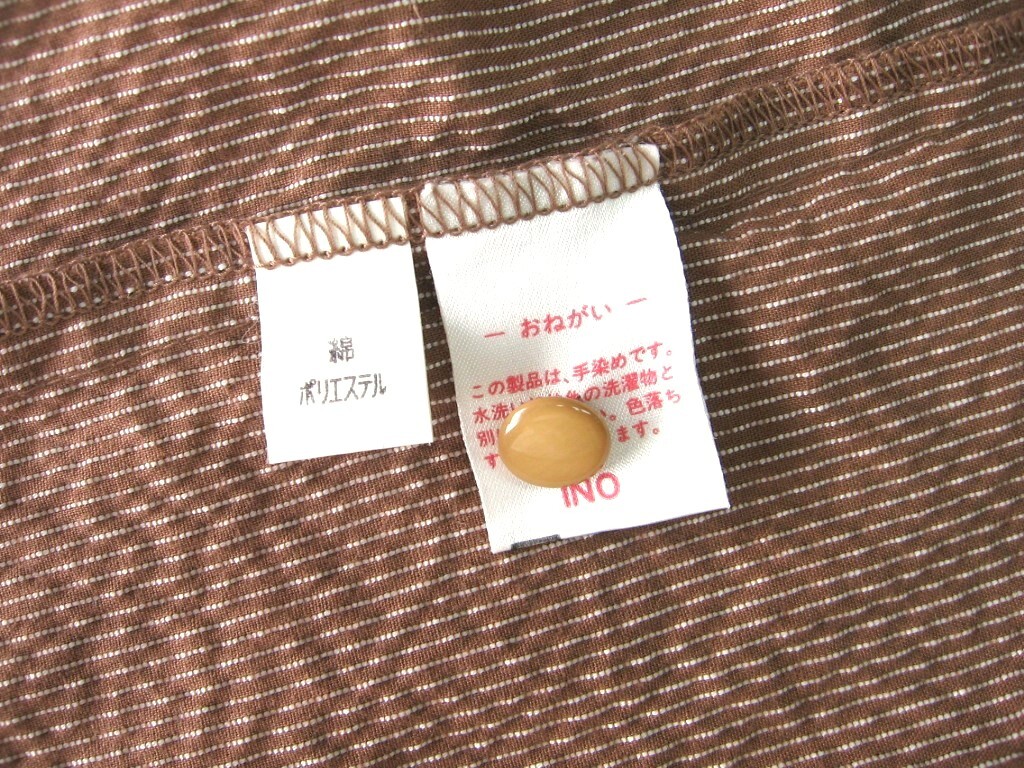 綿
ポリエステル
— おねがい —
この製品は、手染めです。
水洗い の洗濯物と
別 い。色落ち
す ます。
INO